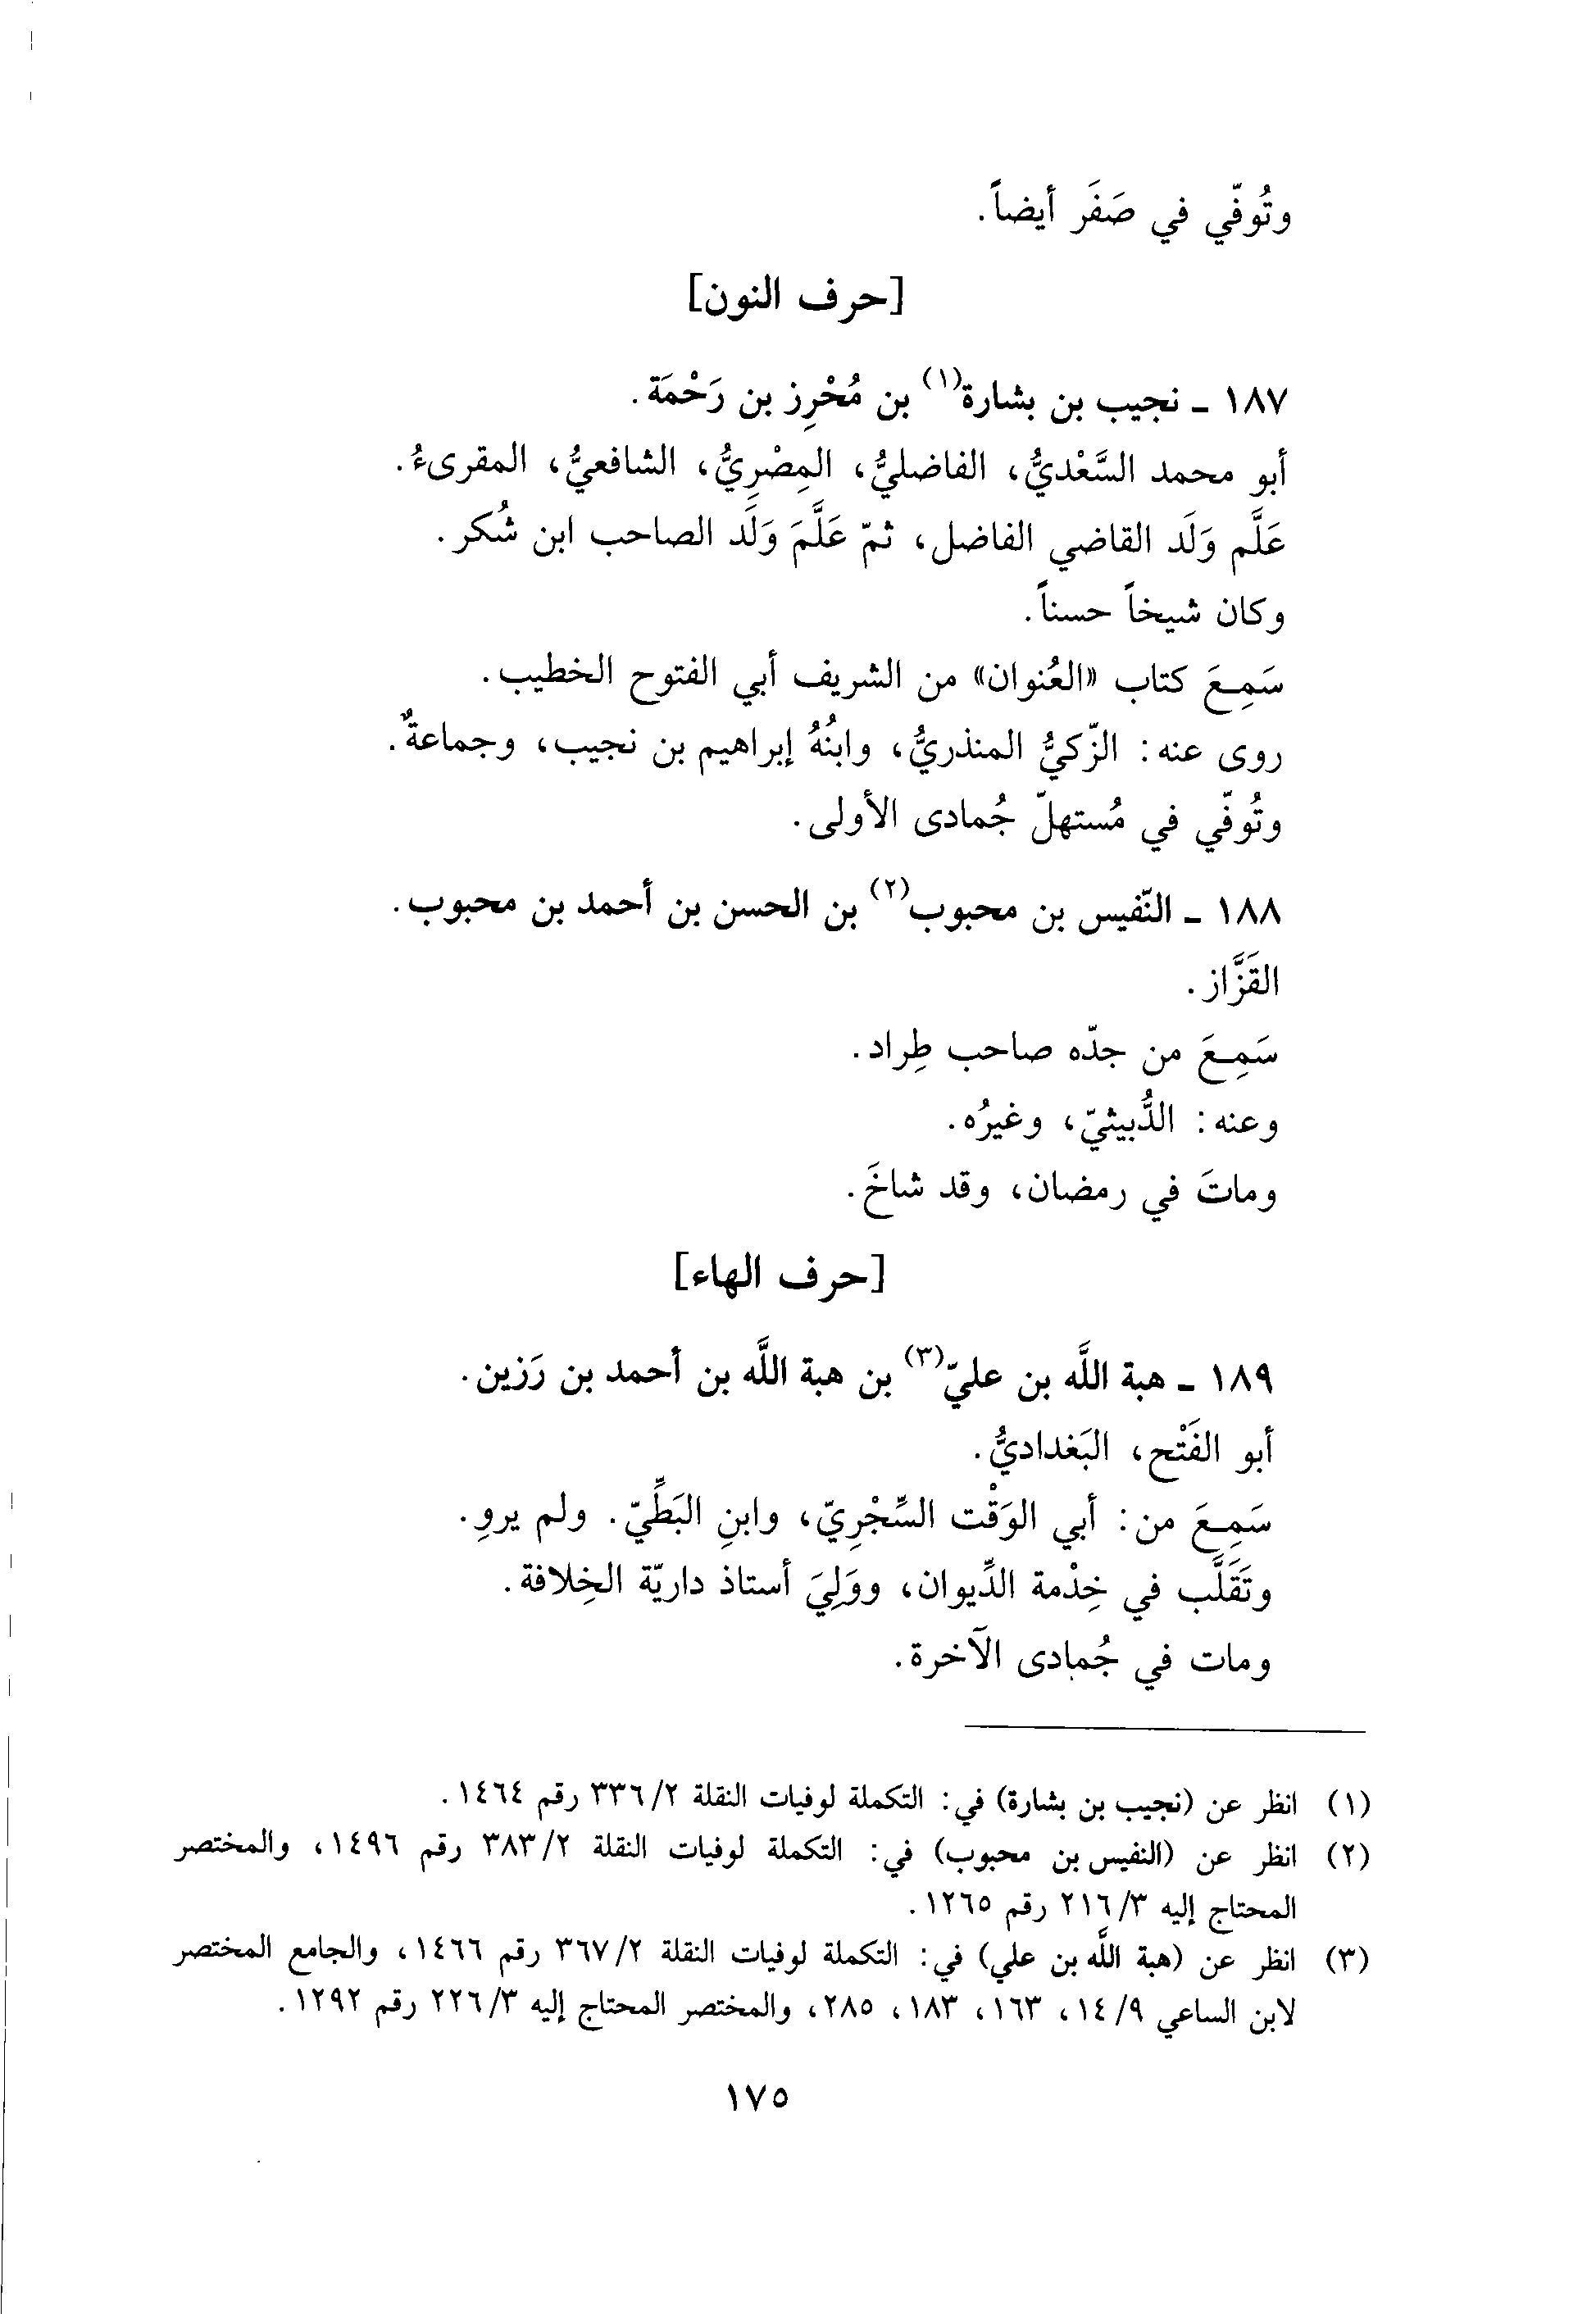 وتُوفّي في صَفَر أيضاً.
[حرف النون]
١٨٧ ـ نجيب بن بشارة(١) بن مُحْرِز بن رَحْمَة.
أبو محمد السَّعْديُّ، الفاضليُّ، المِصْرِيُّ، الشافعيُّ، المقرىءُ.
عَلَّم وَلَد القاضي الفاضل، ثمّ عَلَّمَ وَلَد الصاحب ابن شُكر.
وكان شيخاً حسناً.
سَمِعَ كتاب «العُنوان» من الشريف أبي الفتوح الخطيب.
روى عنه: الزّكيُّ المنذريُّ، وابنُهُ إبراهيم بن نجيب، وجماعةٌ.
وتُوفّي في مُستهلّ جُمادى الأولى.
١٨٨ ـ النّفيس بن محبوب(٢) بن الحسن بن أحمد بن محبوب.
القَزَّاز.
سَمِعَ من جدّه صاحب طِراد.
وعنه: الدُّبيثيّ، وغيرُه.
وماتَ في رمضان، وقد شاخَ.
[حرف الهاء]
١٨٩ ـ هبة اللَّه بن عليّ(٣) بن هبة اللَّه بن أحمد بن رَزين.
أبو الفَتْح، البَغداديُّ.
سَمِعَ من: أبي الوَقْت السِّجْرِيّ، وابنِ البَطِّيّ. ولم يروِ.
وتَقَلَّب في خِدْمة الدِّيوان، ووَلِيَ أستاذ داريّة الخِلافة.
ومات في جُمادى الآخرة.
(١) انظر عن (نجيب بن بشارة) في: التكملة لوفيات النقلة ٣٣٦/٢ رقم ١٤٦٤.
(٢) انظر عن (النفيس بن محبوب) في: التكملة لوفيات النقلة ٣٨٣/٢ رقم ١٤٩٦، والمختصر
المحتاج إليه ٢١٦/٣ رقم ١٢٦٥.
(٣) انظر عن (هبة اللَّه بن علي) في: التكملة لوفيات النقلة ٣٦٧/٢ رقم ١٤٦٦، والجامع المختصر
لابن الساعي ١٤/٩، ١٦٣، ١٨٣، ٢٨٥، والمختصر المحتاج إليه ٢٢٦/٣ رقم ١٢٩٢.
١٧٥